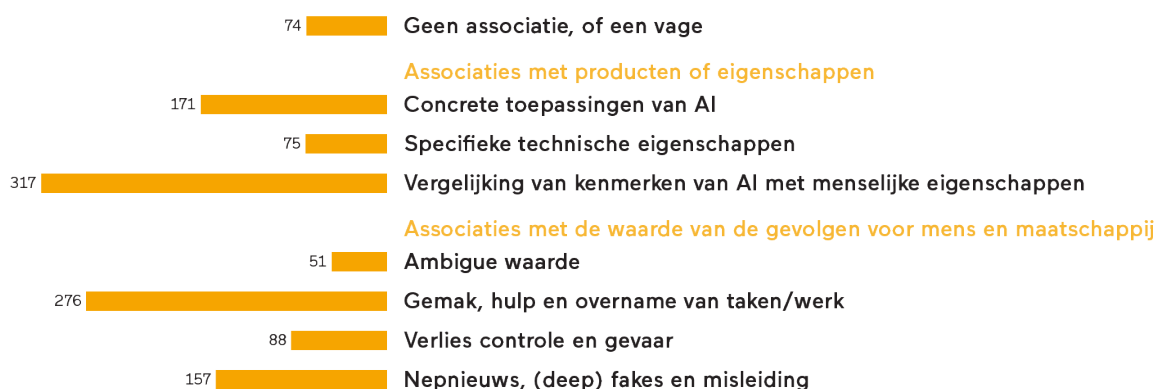 74 Geen associatie, of een vage
Associaties met producten of eigenschappen
171 Concrete toepassingen van AI
75 Specifieke technische eigenschappen
317 Vergelijking van kenmerken van AI met menselijke eigenschappen
Associaties met de waarde van de gevolgen voor mens en maatschappij
51 Ambigue waarde
276 Gemak, hulp en overname van taken/werk
88 Verlies controle en gevaar
157 Nepnieuws, (deep) fakes en misleiding